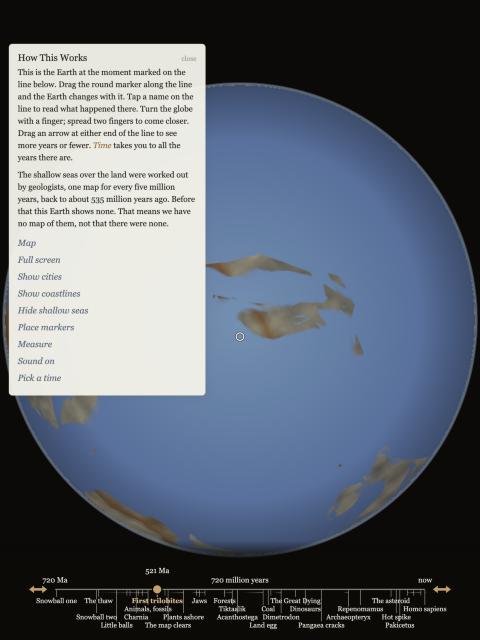 How This Works
close
This is the Earth at the moment marked on the
line below. Drag the round marker along the line
and the Earth changes with it. Tap a name on the
line to read what happened there. Turn the globe
with a finger; spread two fingers to come closer.
Drag an arrow at either end of the line to see
more years or fewer. Time takes you to all the
years there are.
The shallow seas over the land were worked out
by geologists, one map for every five million
years, back to about 535 million years ago. Before
that this Earth shows none. That means we have
no map of them, not that there were none.
Map
Full screen
Show cities
Show coastlines
Hide shallow seas
Place markers
Measure
Sound on
Pick a time
521 Ma
720 Ma 720 million years now
Snowball one The thaw First trilobites Jaws Forests The Great Dying The asteroid
Animals, fossils Tiktaalik Coal Dinosaurs Repenomamus Homo sapiens
Snowball two Charnia Plants ashore Acanthostega Dimetrodon Archaeopteryx Hot spike
Little balls The map clears Land egg Pangaea cracks Pakicetus